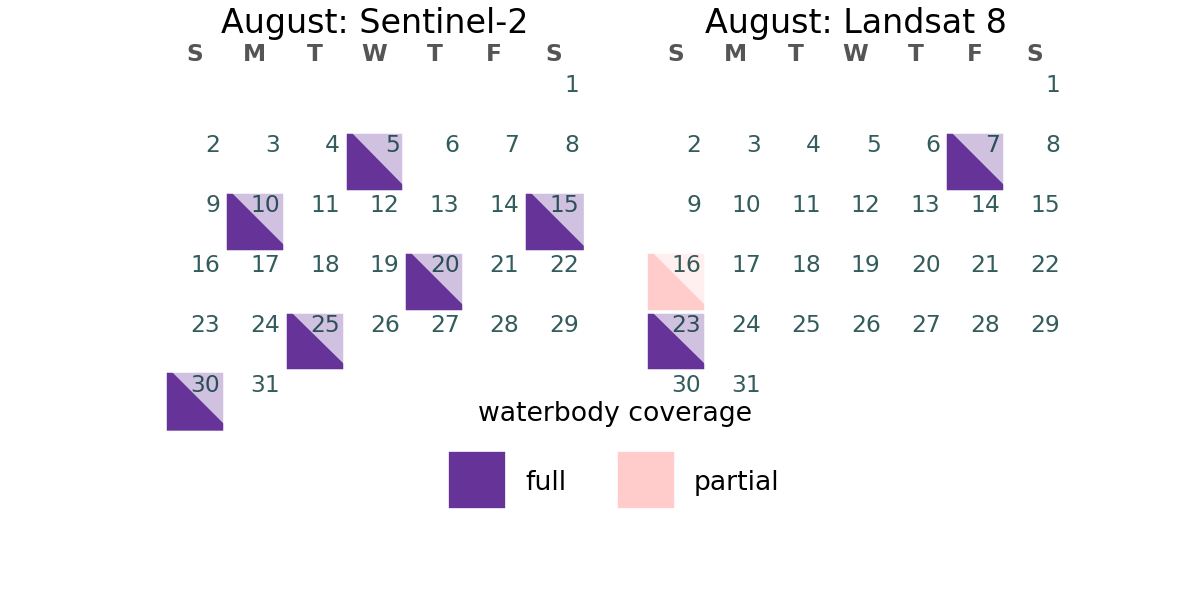 August: Sentinel-2
S M T W T F S
1
2 3 4 5 6 7 8
9 10 11 12 13 14 15
16 17 18 19 20 21 22
23 24 25 26 27 28 29
30 31
August: Landsat 8
S M T W T F S
1
2 3 4 5 6 7 8
9 10 11 12 13 14 15
16 17 18 19 20 21 22
23 24 25 26 27 28 29
30 31
waterbody coverage
full partial